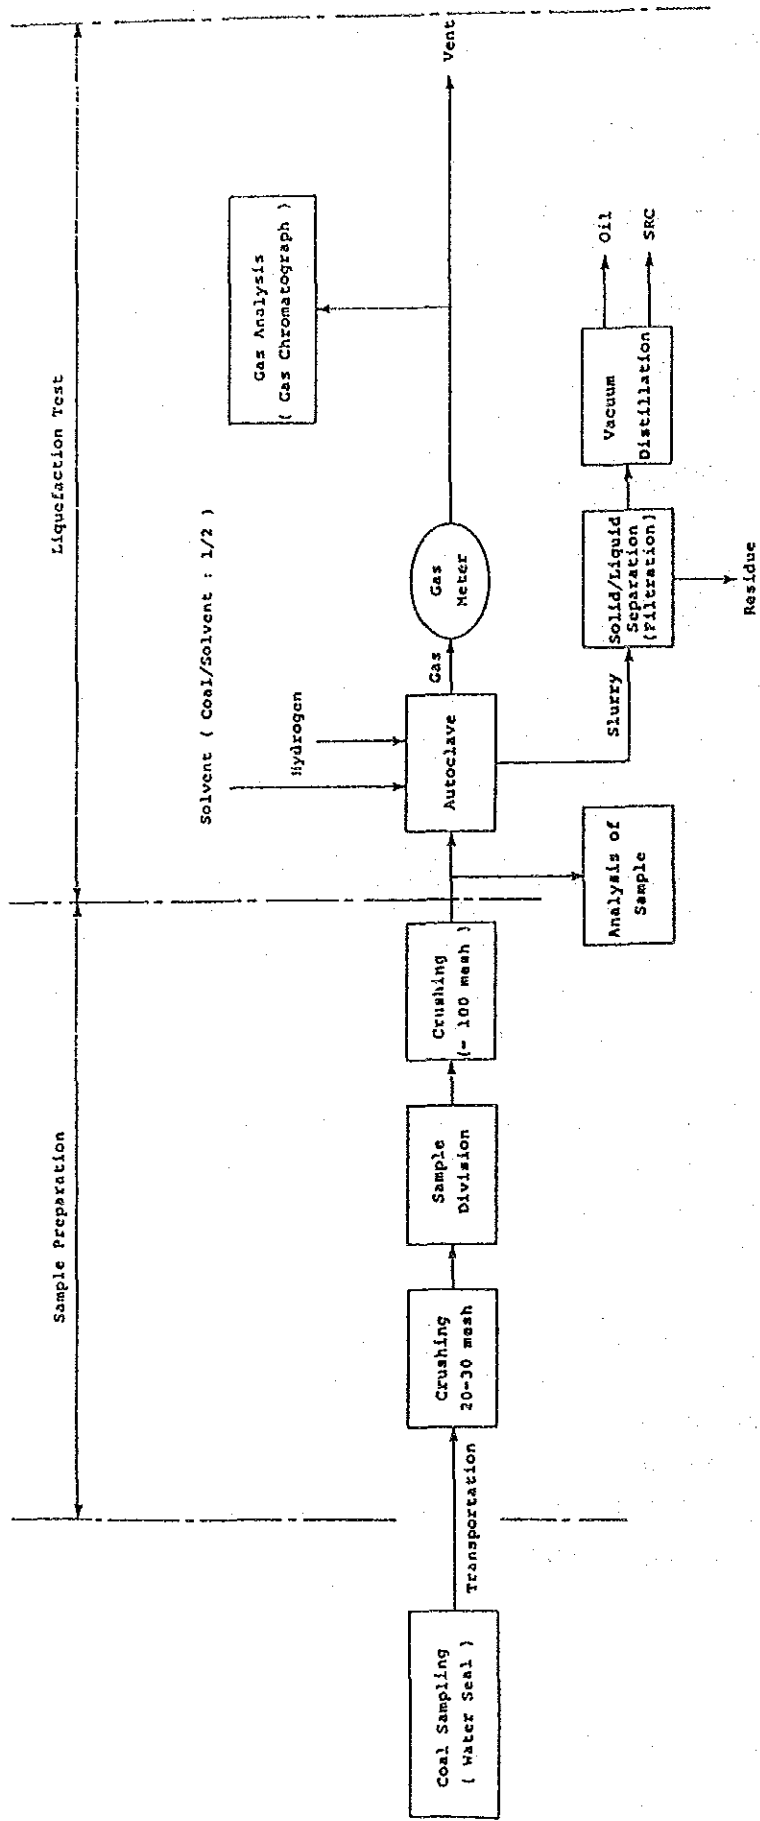 Sample Preparation
Liquefaction Test
Coal Sampling
( Water Seal )
Transportation
Crushing
20-30 mesh
Sample
Division
Crushing
(- 100 mesh )
Analysis of
Sample
Solvent ( Coal/Solvent : 1/2 )
Hydrogen
Autoclave
Gas
Gas
Meter
Gas Analysis
( Gas Chromatograph )
Vent
Slurry
Solid/Liquid
Separation
(Filtration)
Residue
Vacuum
Distillation
Oil
SRC